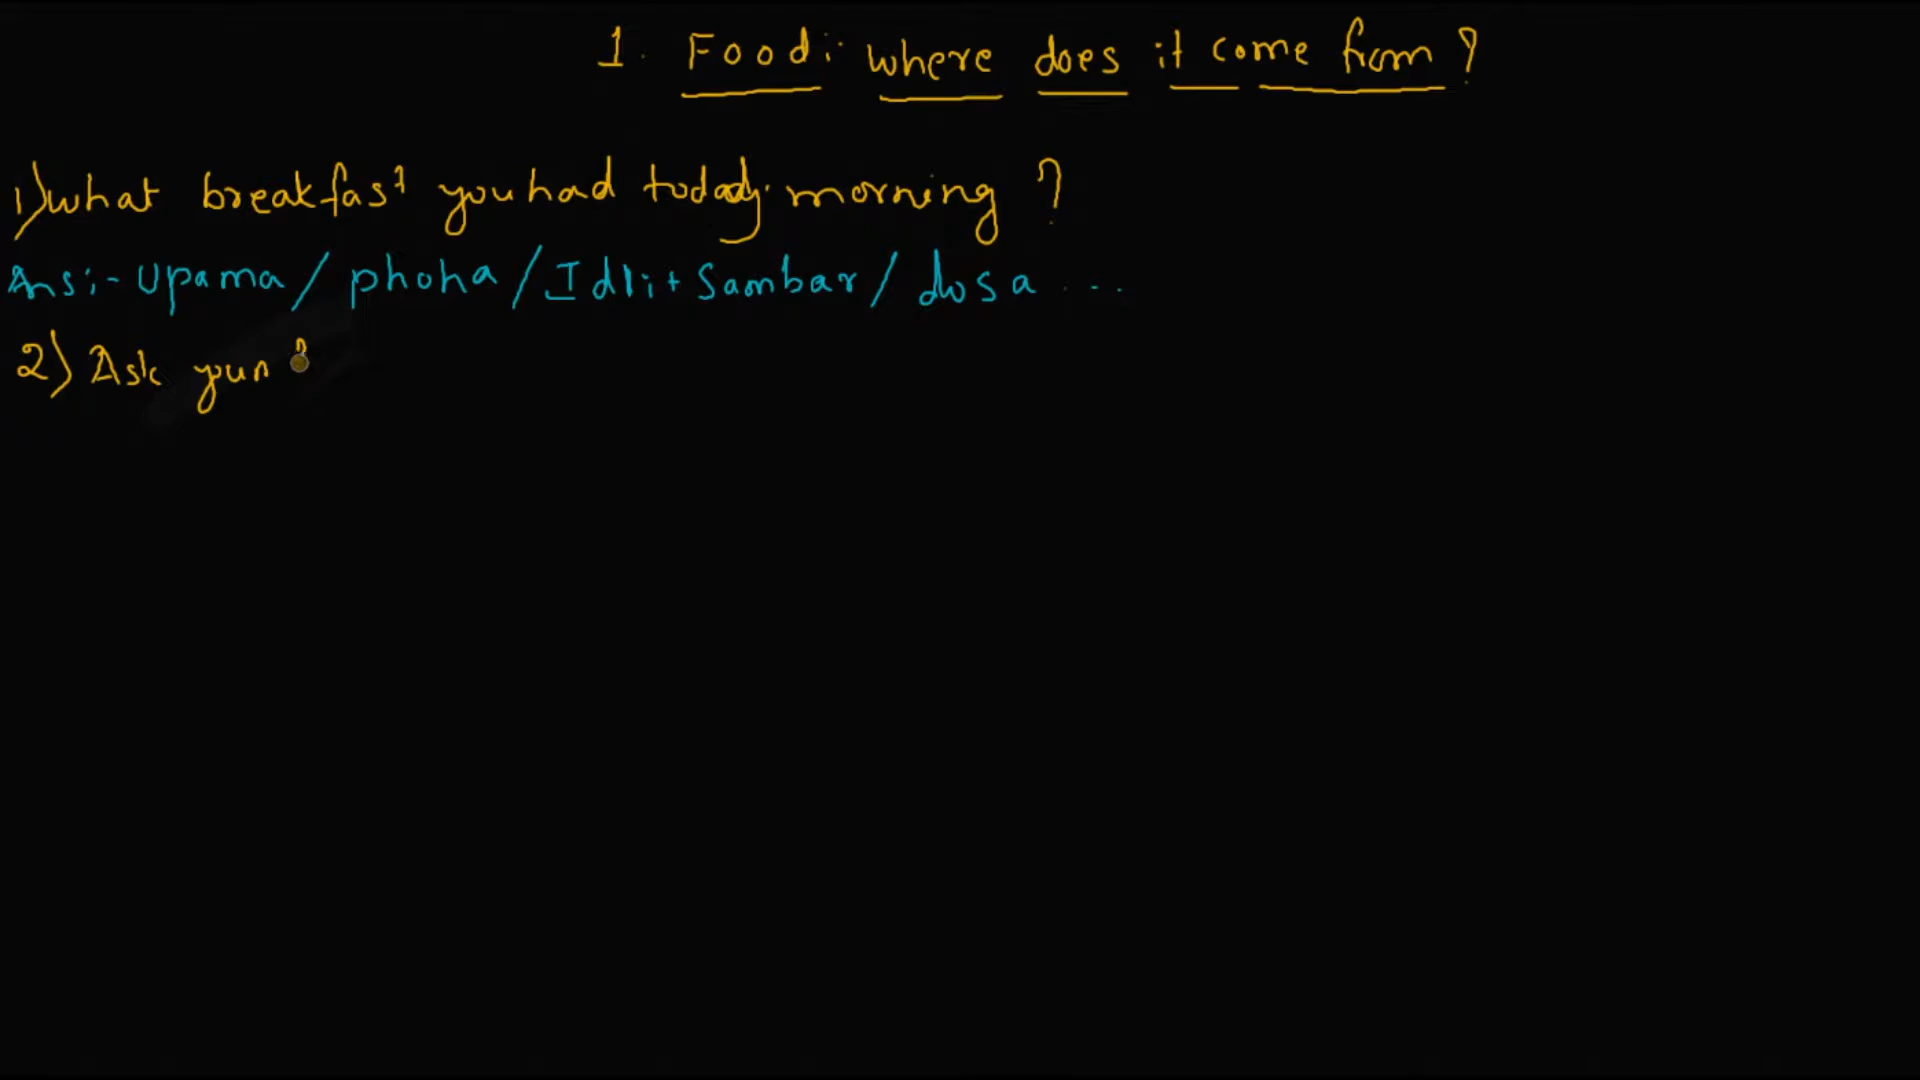 1. Food: where does it come from?
1) what breakfast you had today morning ?
Ans:- Upama / phoha / Idli + Sambar / dosa ...
2) Ask your